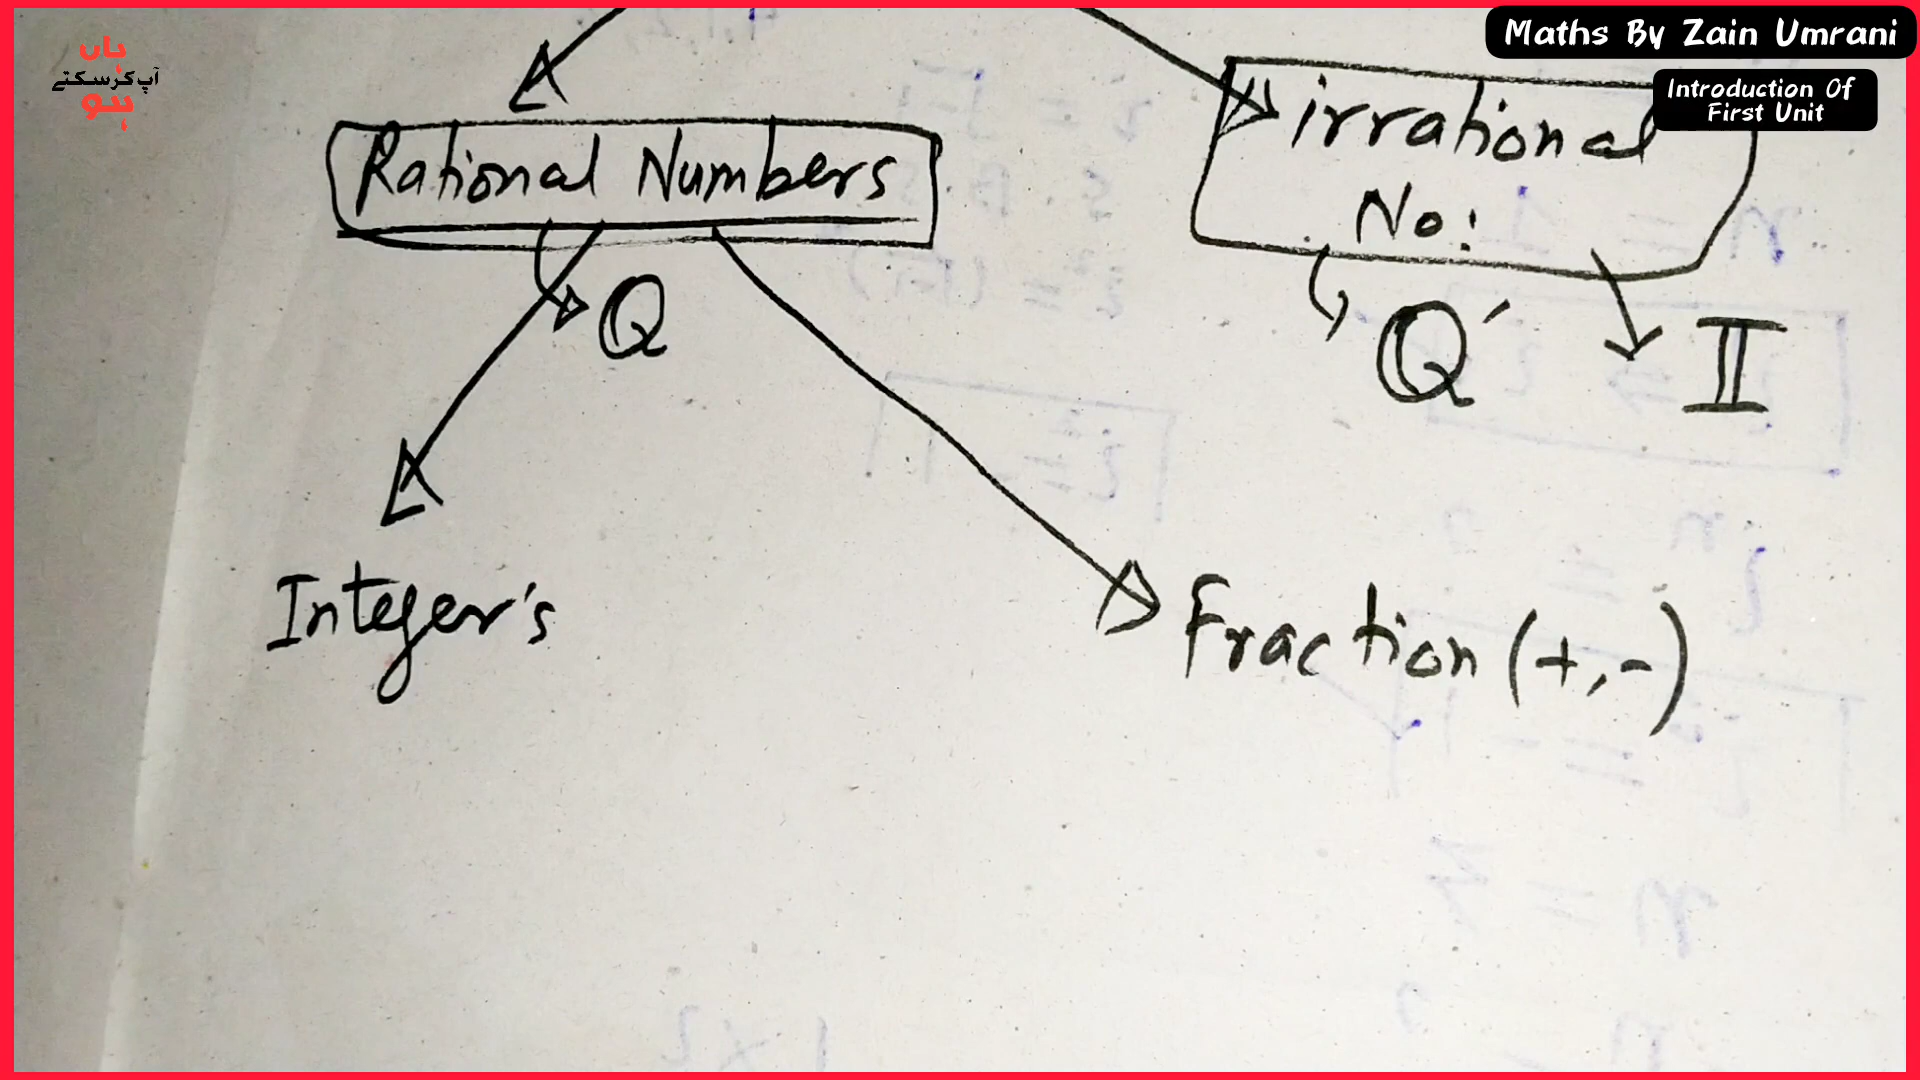 ہاں
آپ کرسکتے
ہو
Maths By Zain Umrani
Introduction Of
First Unit
Rational Numbers
irrational
No:
Q
Q′
II
Integer's
Fraction (+,-)